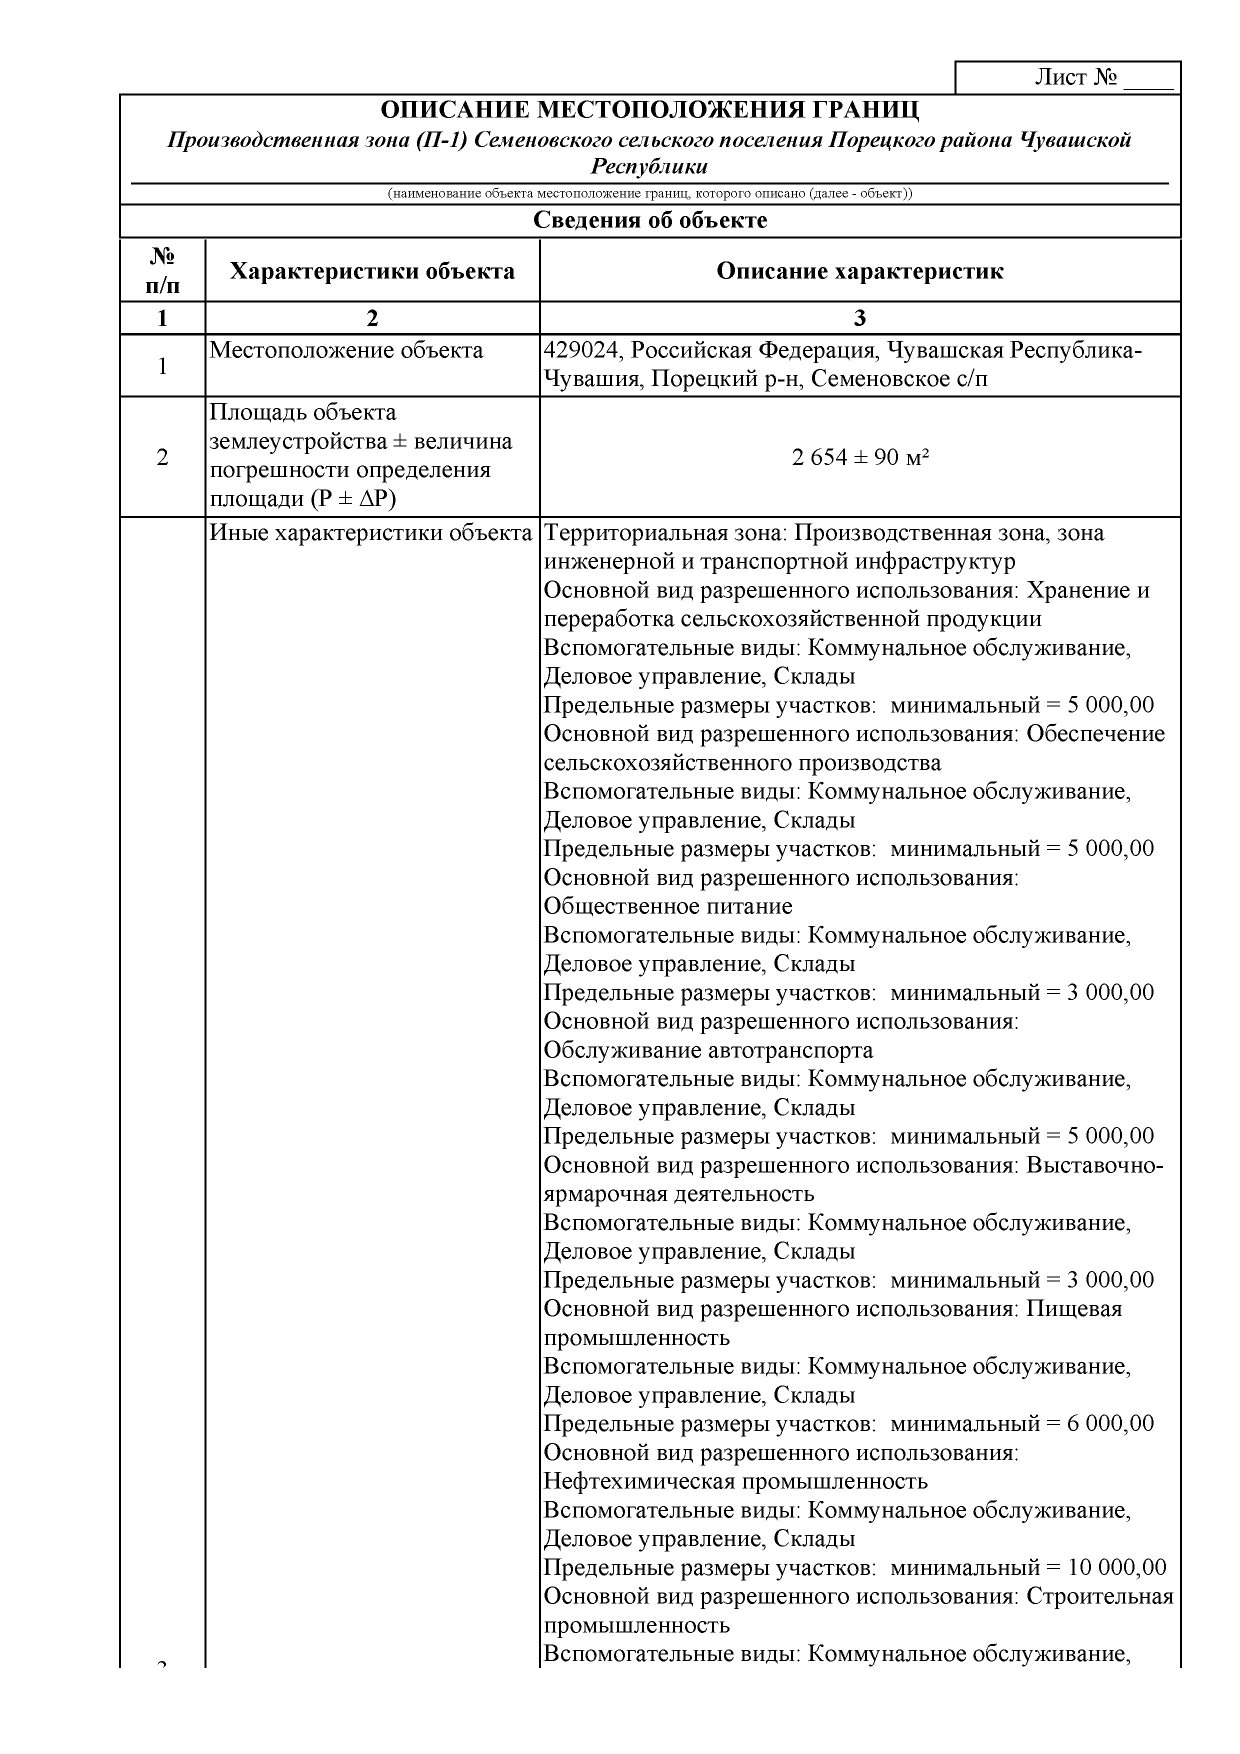 Лист № ____
ОПИСАНИЕ МЕСТОПОЛОЖЕНИЯ ГРАНИЦ
Производственная зона (П-1) Семеновского сельского поселения Порецкого района Чувашской
Республики
(наименование объекта местоположение границ, которого описано (далее - объект))
Сведения об объекте
№
п/п
Характеристики объекта
Описание характеристик
1
2
3
1
Местоположение объекта
429024, Российская Федерация, Чувашская Республика-
Чувашия, Порецкий р-н, Семеновское с/п
2
Площадь объекта
землеустройства ± величина
погрешности определения
площади (P ± ∆P)
2 654 ± 90 м²
3
Иные характеристики объекта
Территориальная зона: Производственная зона, зона
инженерной и транспортной инфраструктур
Основной вид разрешенного использования: Хранение и
переработка сельскохозяйственной продукции
Вспомогательные виды: Коммунальное обслуживание,
Деловое управление, Склады
Предельные размеры участков:  минимальный = 5 000,00
Основной вид разрешенного использования: Обеспечение
сельскохозяйственного производства
Вспомогательные виды: Коммунальное обслуживание,
Деловое управление, Склады
Предельные размеры участков:  минимальный = 5 000,00
Основной вид разрешенного использования:
Общественное питание
Вспомогательные виды: Коммунальное обслуживание,
Деловое управление, Склады
Предельные размеры участков:  минимальный = 3 000,00
Основной вид разрешенного использования:
Обслуживание автотранспорта
Вспомогательные виды: Коммунальное обслуживание,
Деловое управление, Склады
Предельные размеры участков:  минимальный = 5 000,00
Основной вид разрешенного использования: Выставочно-
ярмарочная деятельность
Вспомогательные виды: Коммунальное обслуживание,
Деловое управление, Склады
Предельные размеры участков:  минимальный = 3 000,00
Основной вид разрешенного использования: Пищевая
промышленность
Вспомогательные виды: Коммунальное обслуживание,
Деловое управление, Склады
Предельные размеры участков:  минимальный = 6 000,00
Основной вид разрешенного использования:
Нефтехимическая промышленность
Вспомогательные виды: Коммунальное обслуживание,
Деловое управление, Склады
Предельные размеры участков:  минимальный = 10 000,00
Основной вид разрешенного использования: Строительная
промышленность
Вспомогательные виды: Коммунальное обслуживание,